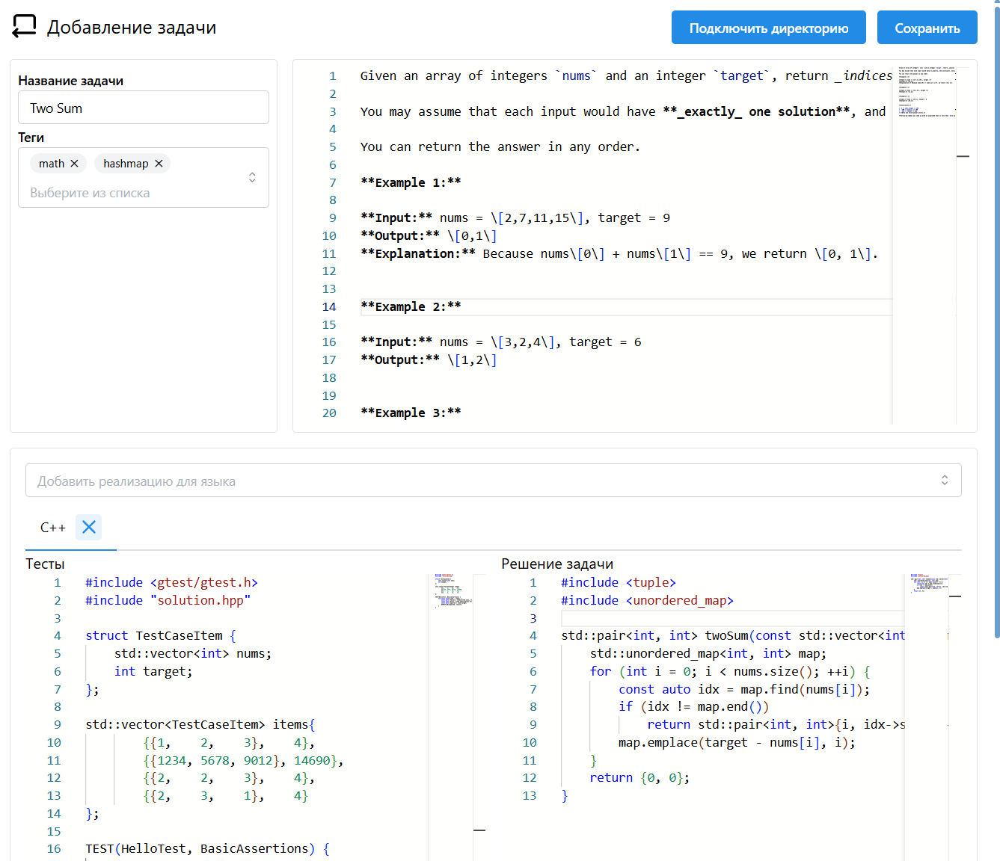 Добавление задачи
Подключить директорию
Сохранить
Название задачи
Two Sum
Теги
math
hashmap
Выберите из списка
1 Given an array of integers `nums` and an integer `target`, return _indices
2
3 You may assume that each input would have **_exactly_ one solution**, and
4
5 You can return the answer in any order.
6
7 **Example 1:**
8
9 **Input:** nums = \[2,7,11,15\], target = 9
10 **Output:** \[0,1\]
11 **Explanation:** Because nums\[0\] + nums\[1\] == 9, we return \[0, 1\].
12
13
14 **Example 2:**
15
16 **Input:** nums = \[3,2,4\], target = 6
17 **Output:** \[1,2\]
18
19
20 **Example 3:**
Добавить реализацию для языка
C++
Тесты
1 #include <gtest/gtest.h>
2 #include "solution.hpp"
3
4 struct TestCaseItem {
5 std::vector<int> nums;
6 int target;
7 };
8
9 std::vector<TestCaseItem> items{
10 {{1, 2, 3}, 4},
11 {{1234, 5678, 9012}, 14690},
12 {{2, 2, 3}, 4},
13 {{2, 3, 1}, 4}
14 };
15
16 TEST(HelloTest, BasicAssertions) {
Решение задачи
1 #include <tuple>
2 #include <unordered_map>
3
4 std::pair<int, int> twoSum(const std::vector<int
5 std::unordered_map<int, int> map;
6 for (int i = 0; i < nums.size(); ++i) {
7 const auto idx = map.find(nums[i]);
8 if (idx != map.end())
9 return std::pair<int, int>{i, idx->s
10 map.emplace(target - nums[i], i);
11 }
12 return {0, 0};
13 }